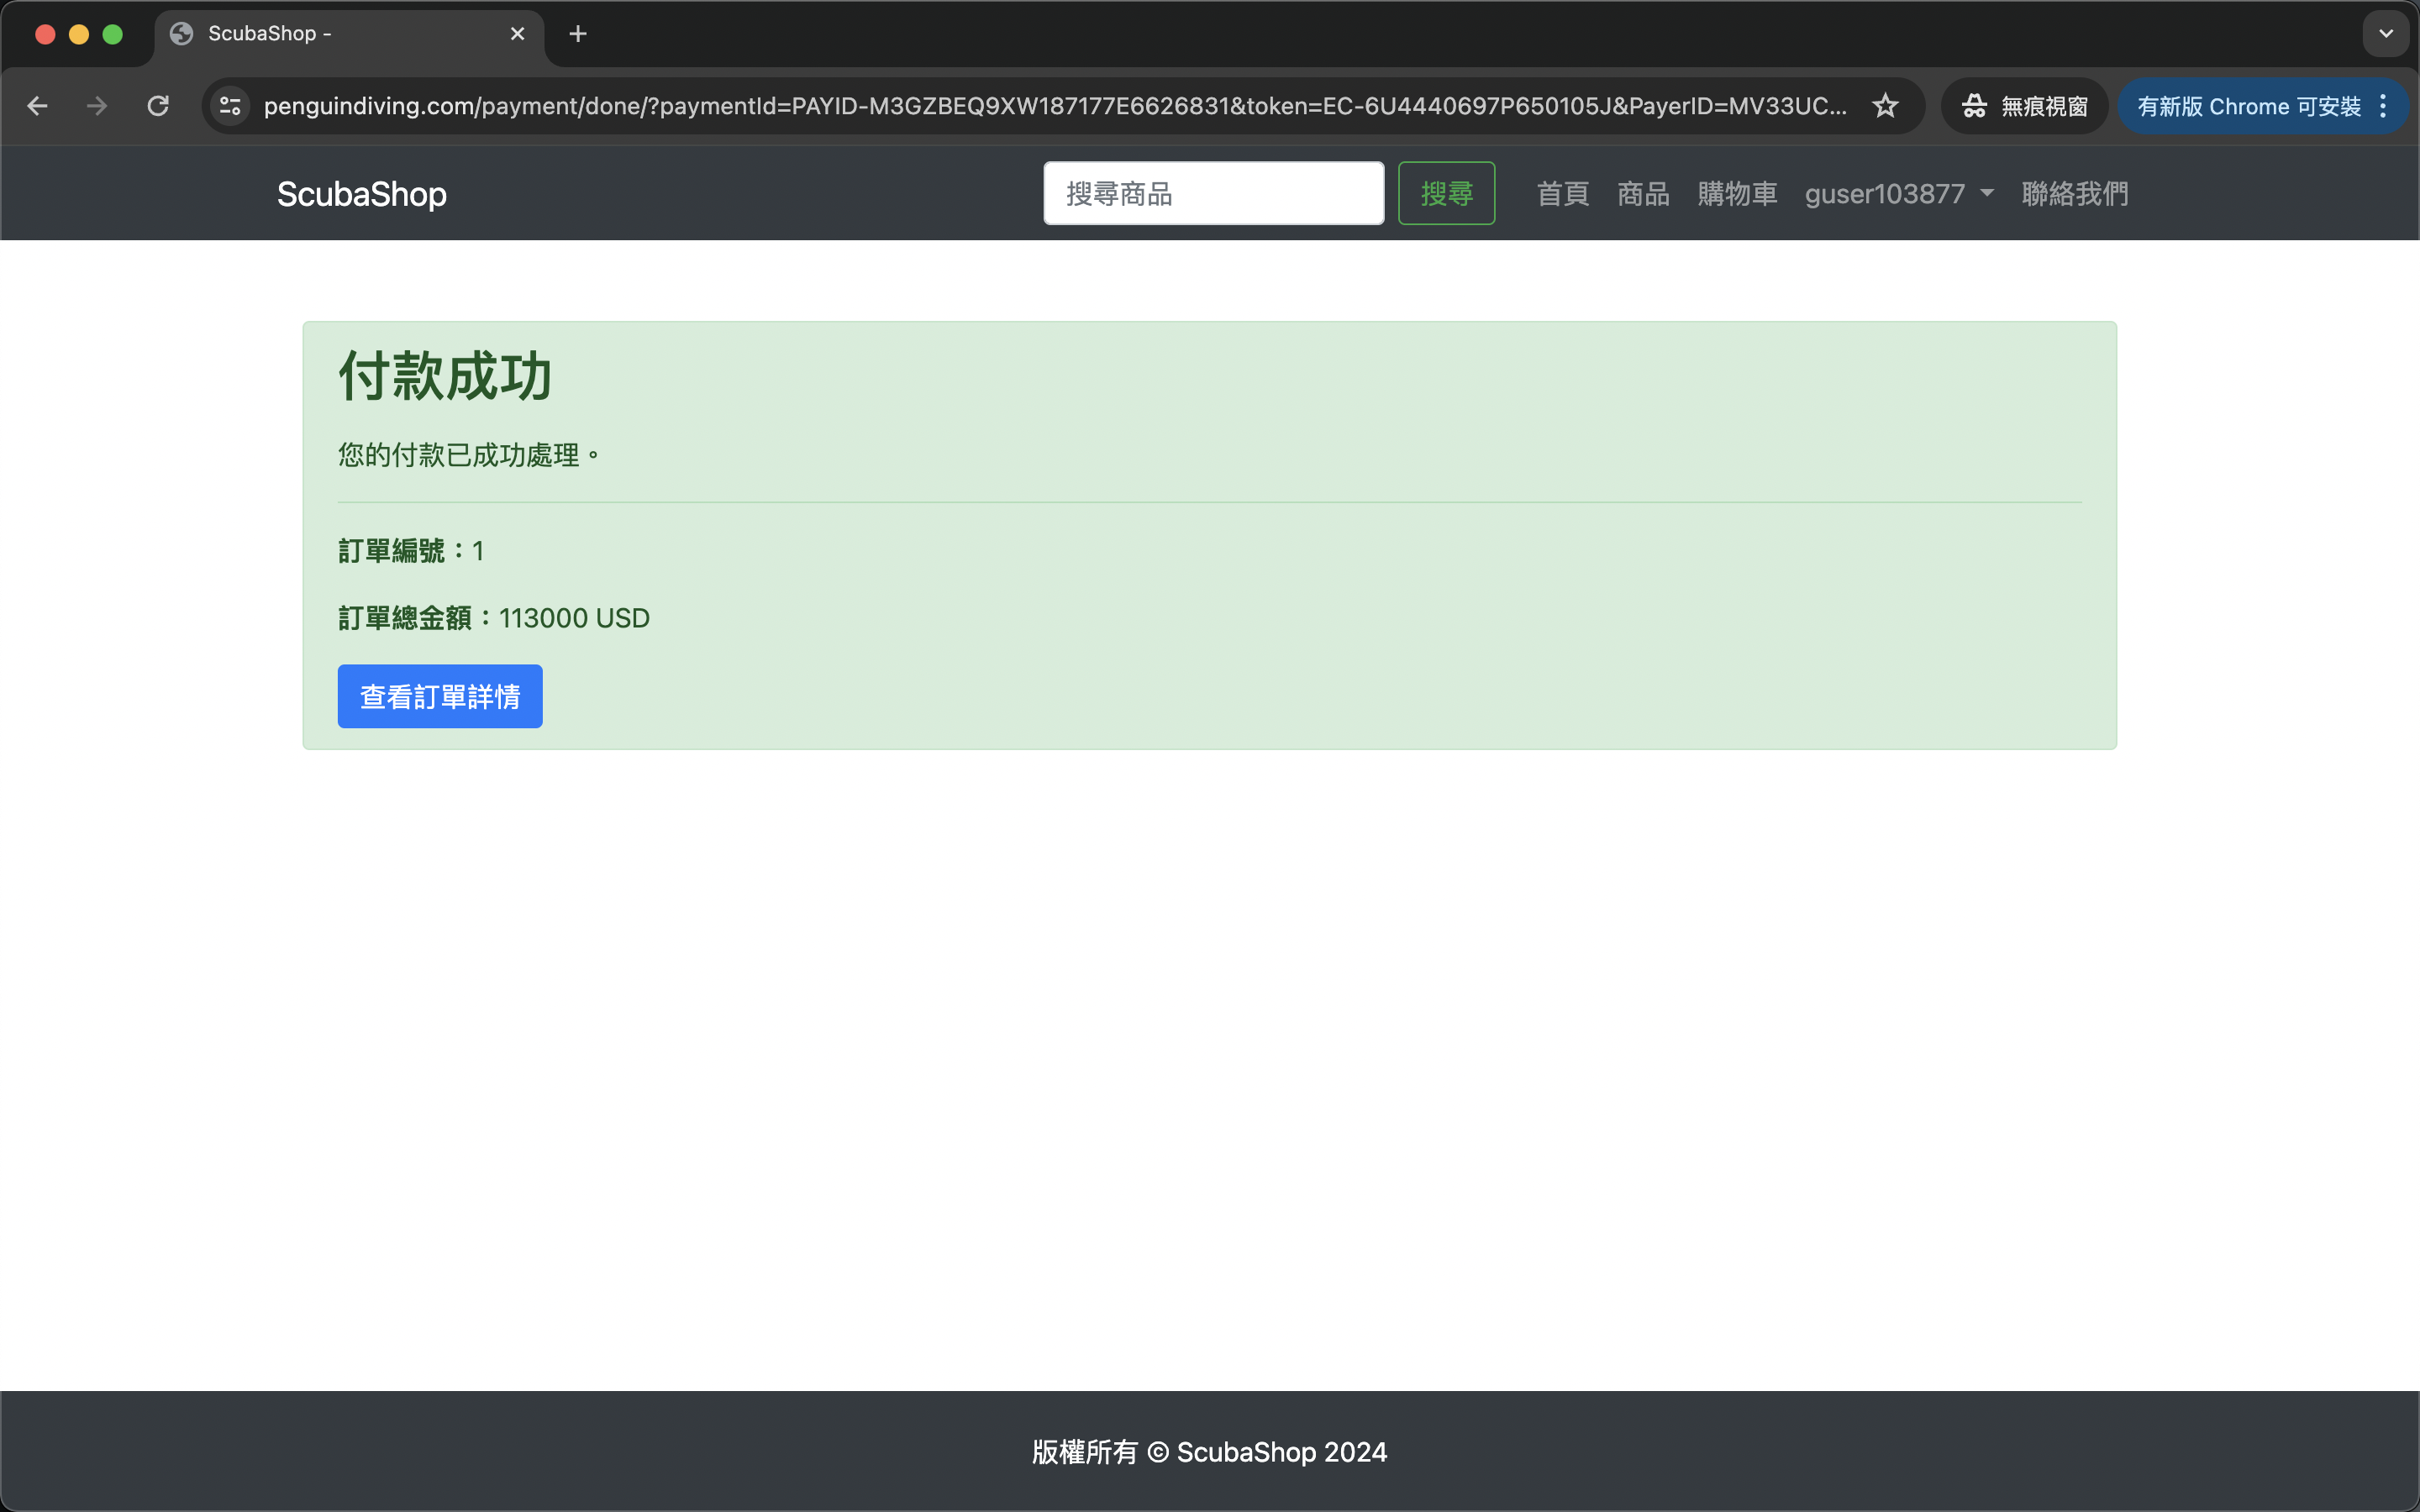 ScubaShop -
penguindiving.com/payment/done/?paymentId=PAYID-M3GZBEQ9XW187177E6626831&token=EC-6U4440697P650105J&PayerID=MV33UC...
無痕視窗
有新版 Chrome 可安裝
ScubaShop
搜尋商品
搜尋
首頁
商品
購物車
guser103877
聯絡我們
付款成功
您的付款已成功處理。
訂單編號：1
訂單總金額：113000 USD
查看訂單詳情
版權所有 © ScubaShop 2024